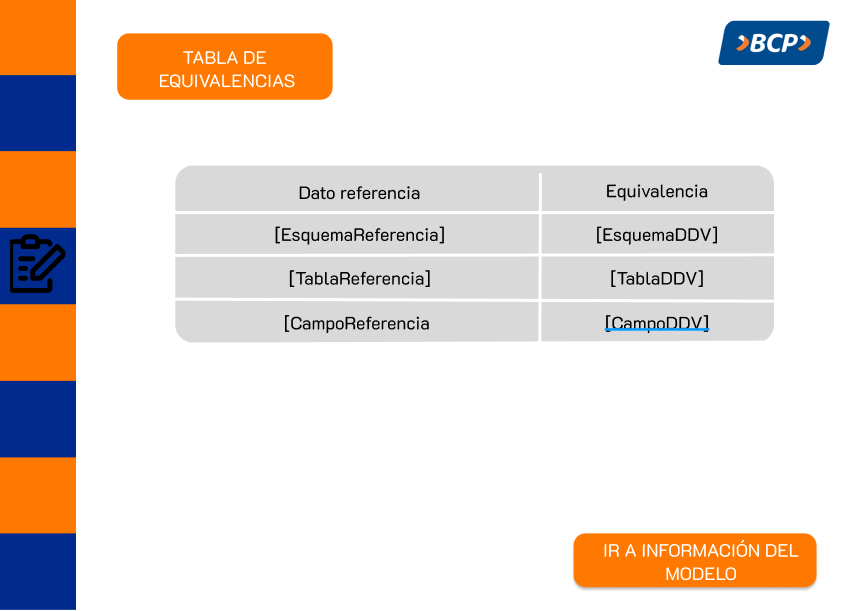 TABLA DE
EQUIVALENCIAS
BCP
Dato referencia
Equivalencia
[EsquemaReferencia]
[EsquemaDDV]
[TablaReferencia]
[TablaDDV]
[CampoReferencia
[CampoDDV]
IR A INFORMACIÓN DEL
MODELO